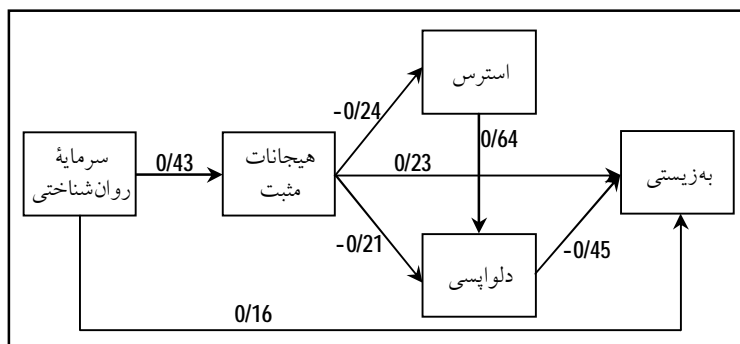 استرس
-0/24
0/64
سرمایۀ
روان‌شناختی
0/43
هیجانات
مثبت
0/23
به‌زیستی
-0/21
دلواپسی
-0/45
0/16